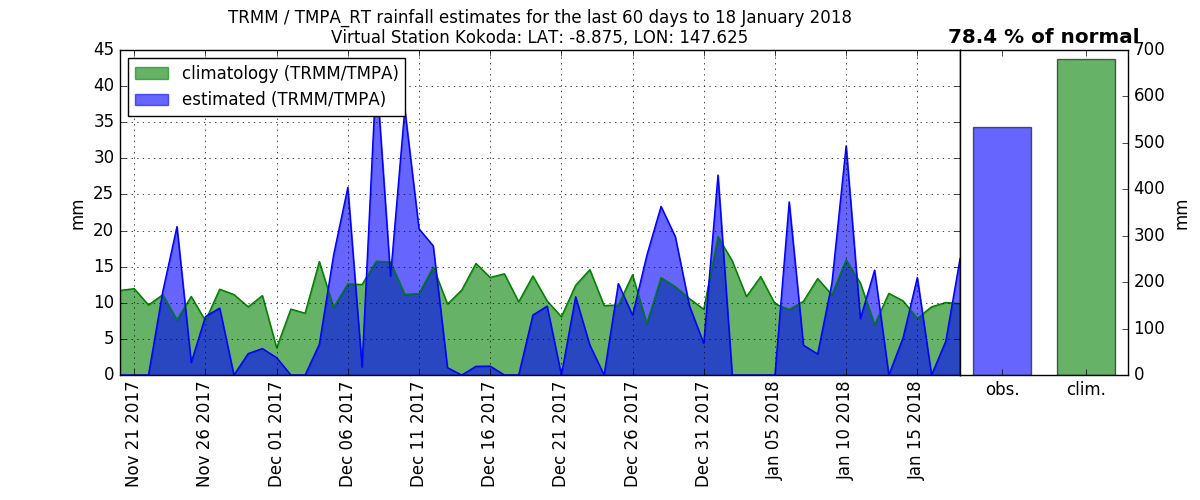 TRMM / TMPA_RT rainfall estimates for the last 60 days to 18 January 2018
Virtual Station Kokoda: LAT: -8.875, LON: 147.625
78.4 % of normal
climatology (TRMM/TMPA)
estimated (TRMM/TMPA)
45
40
35
30
25
20
15
10
5
0
mm
Nov 21 2017
Nov 26 2017
Dec 01 2017
Dec 06 2017
Dec 11 2017
Dec 16 2017
Dec 21 2017
Dec 26 2017
Dec 31 2017
Jan 05 2018
Jan 10 2018
Jan 15 2018
obs.
clim.
700
600
500
400
300
200
100
0
mm